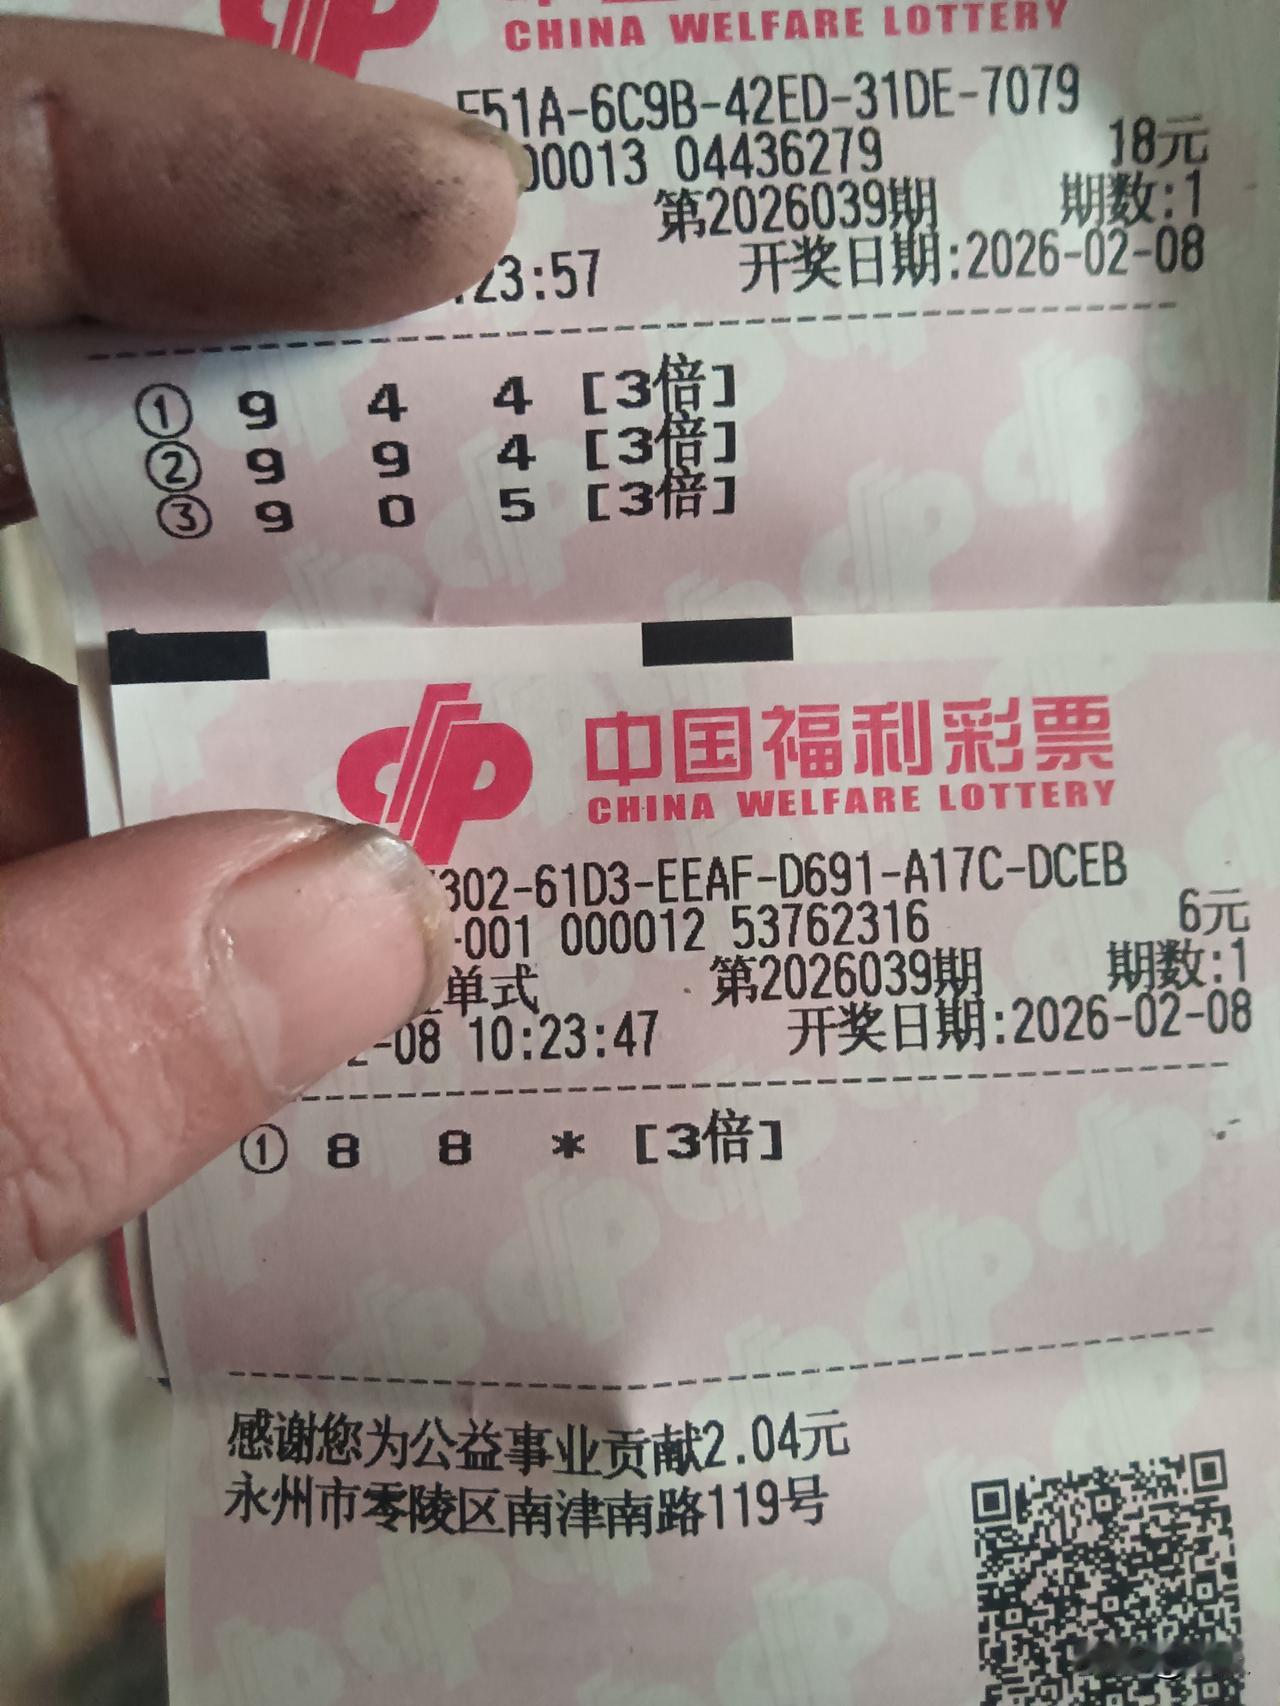 CHINA WELFARE LOTTERY
51A-6C9B-42ED-31DE-7079
00013 04436279 18元
第2026039期 期数:1
:23:57 开奖日期:2026-02-08
① 9 4 4 [3倍]
② 9 9 4 [3倍]
③ 9 0 5 [3倍]
中国福利彩票
CHINA WELFARE LOTTERY
302-61D3-EEAF-D691-A17C-DCEB
-001 000012 53762316 6元
单式 第2026039期 期数:1
-08 10:23:47 开奖日期:2026-02-08
① 8 8 * [3倍]
感谢您为公益事业贡献2.04元
永州市零陵区南津南路119号